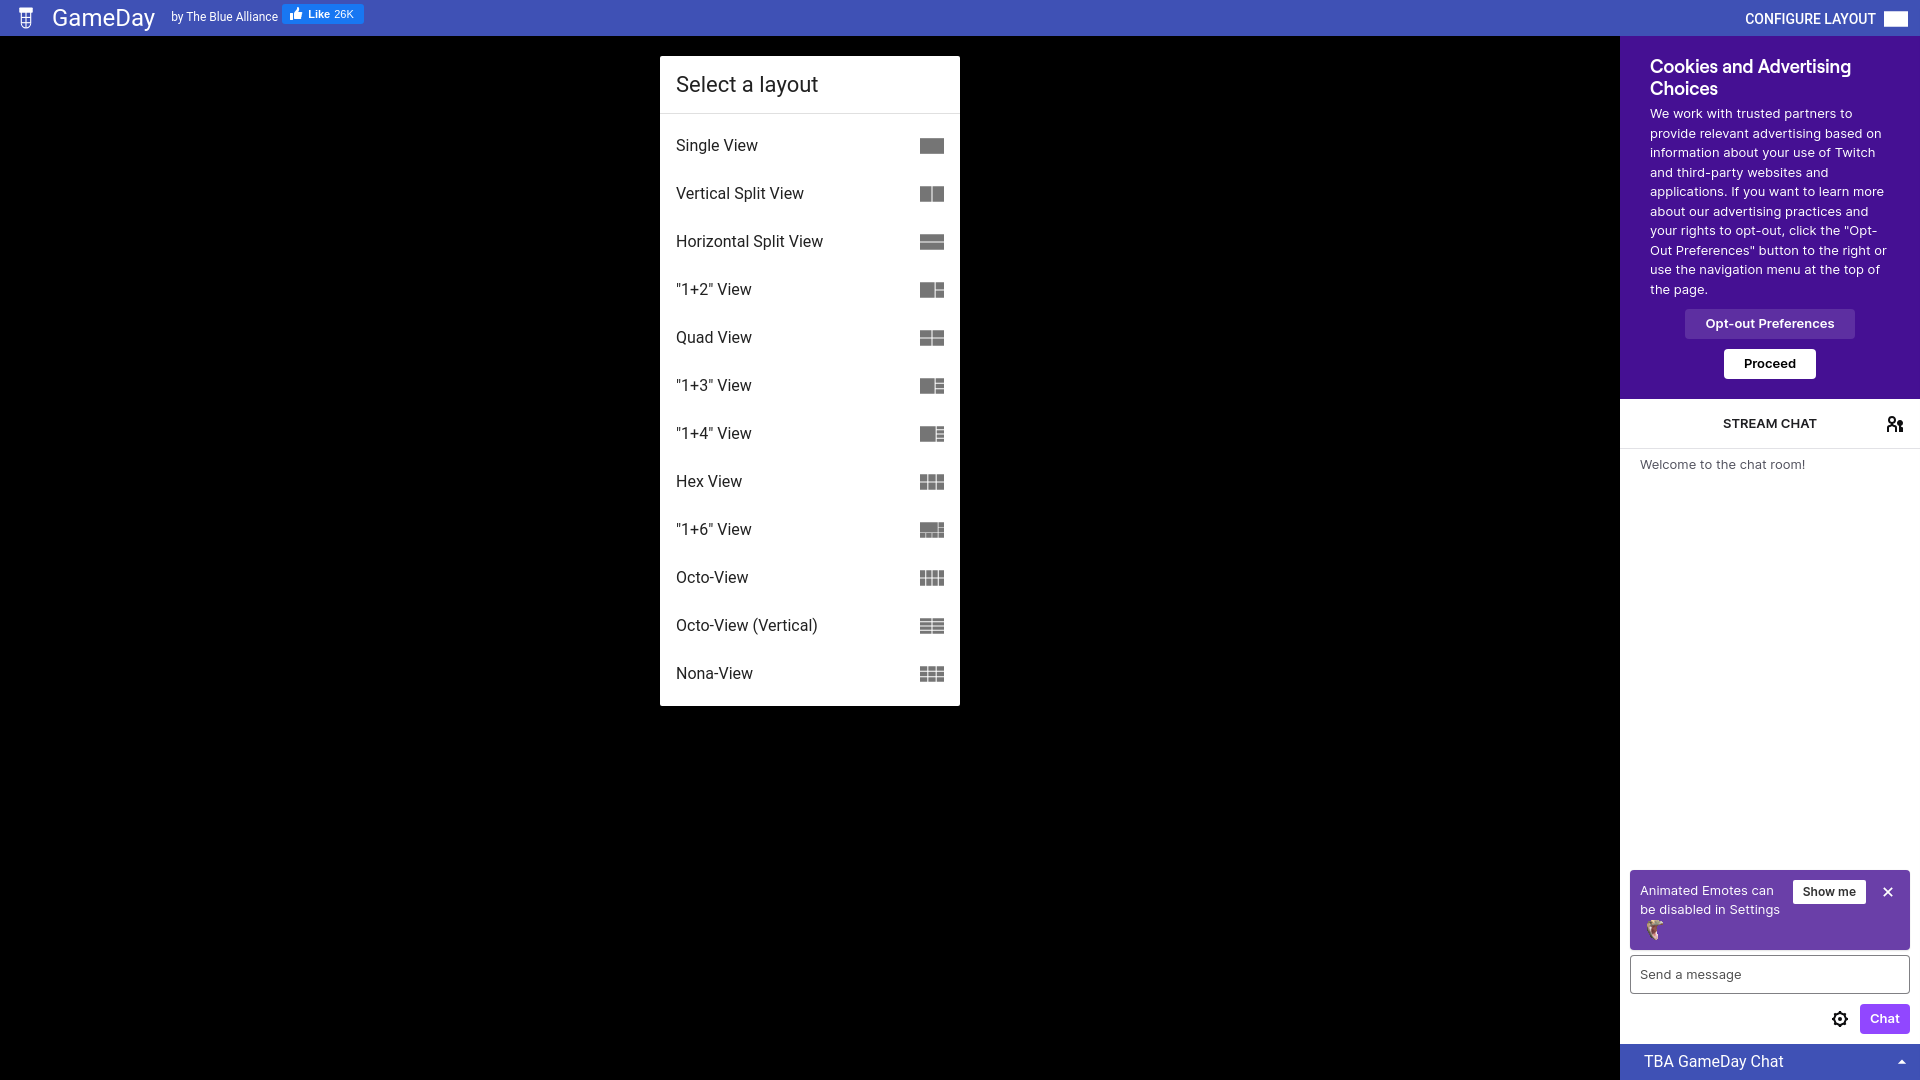 GameDay by The Blue Alliance Like 26K CONFIGURE LAYOUT
Select a layout
Single View
Vertical Split View
Horizontal Split View
"1+2" View
Quad View
"1+3" View
"1+4" View
Hex View
"1+6" View
Octo-View
Octo-View (Vertical)
Nona-View
Cookies and Advertising
Choices
We work with trusted partners to
provide relevant advertising based on
information about your use of Twitch
and third-party websites and
applications. If you want to learn more
about our advertising practices and
your rights to opt-out, click the "Opt-
Out Preferences" button to the right or
use the navigation menu at the top of
the page.
Opt-out Preferences
Proceed
STREAM CHAT
Welcome to the chat room!
Animated Emotes can
be disabled in Settings
Show me
Send a message
Chat
TBA GameDay Chat